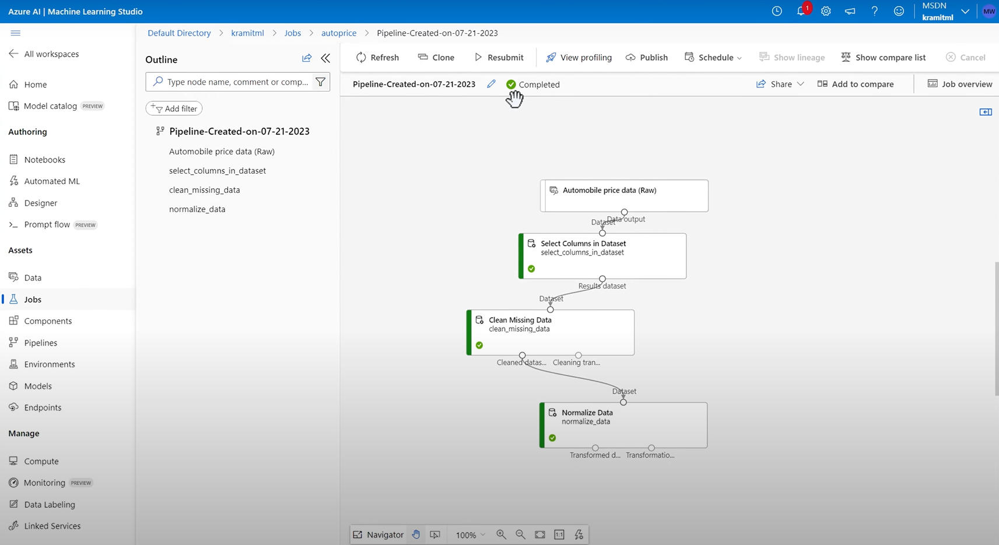 Azure AI | Machine Learning Studio
1
MSDN
kramitml
MW
All workspaces
Home
Model catalog PREVIEW
Authoring
Notebooks
Automated ML
Designer
Prompt flow PREVIEW
Assets
Data
Jobs
Components
Pipelines
Environments
Models
Endpoints
Manage
Compute
Monitoring PREVIEW
Data Labeling
Linked Services
Default Directory > kramitml > Jobs > autoprice > Pipeline-Created-on-07-21-2023
Outline
Type node name, comment or comp...
Add filter
Pipeline-Created-on-07-21-2023
Automobile price data (Raw)
select_columns_in_dataset
clean_missing_data
normalize_data
Refresh Clone Resubmit View profiling Publish Schedule Show lineage Show compare list Cancel
Pipeline-Created-on-07-21-2023 Completed Share Add to compare Job overview
Automobile price data (Raw)
Data output
Dataset
Select Columns in Dataset
select_columns_in_dataset
Results dataset
Dataset
Clean Missing Data
clean_missing_data
Cleaned datas... Cleaning tran...
Dataset
Normalize Data
normalize_data
Transformed d... Transformatio...
Navigator 100% 1:1